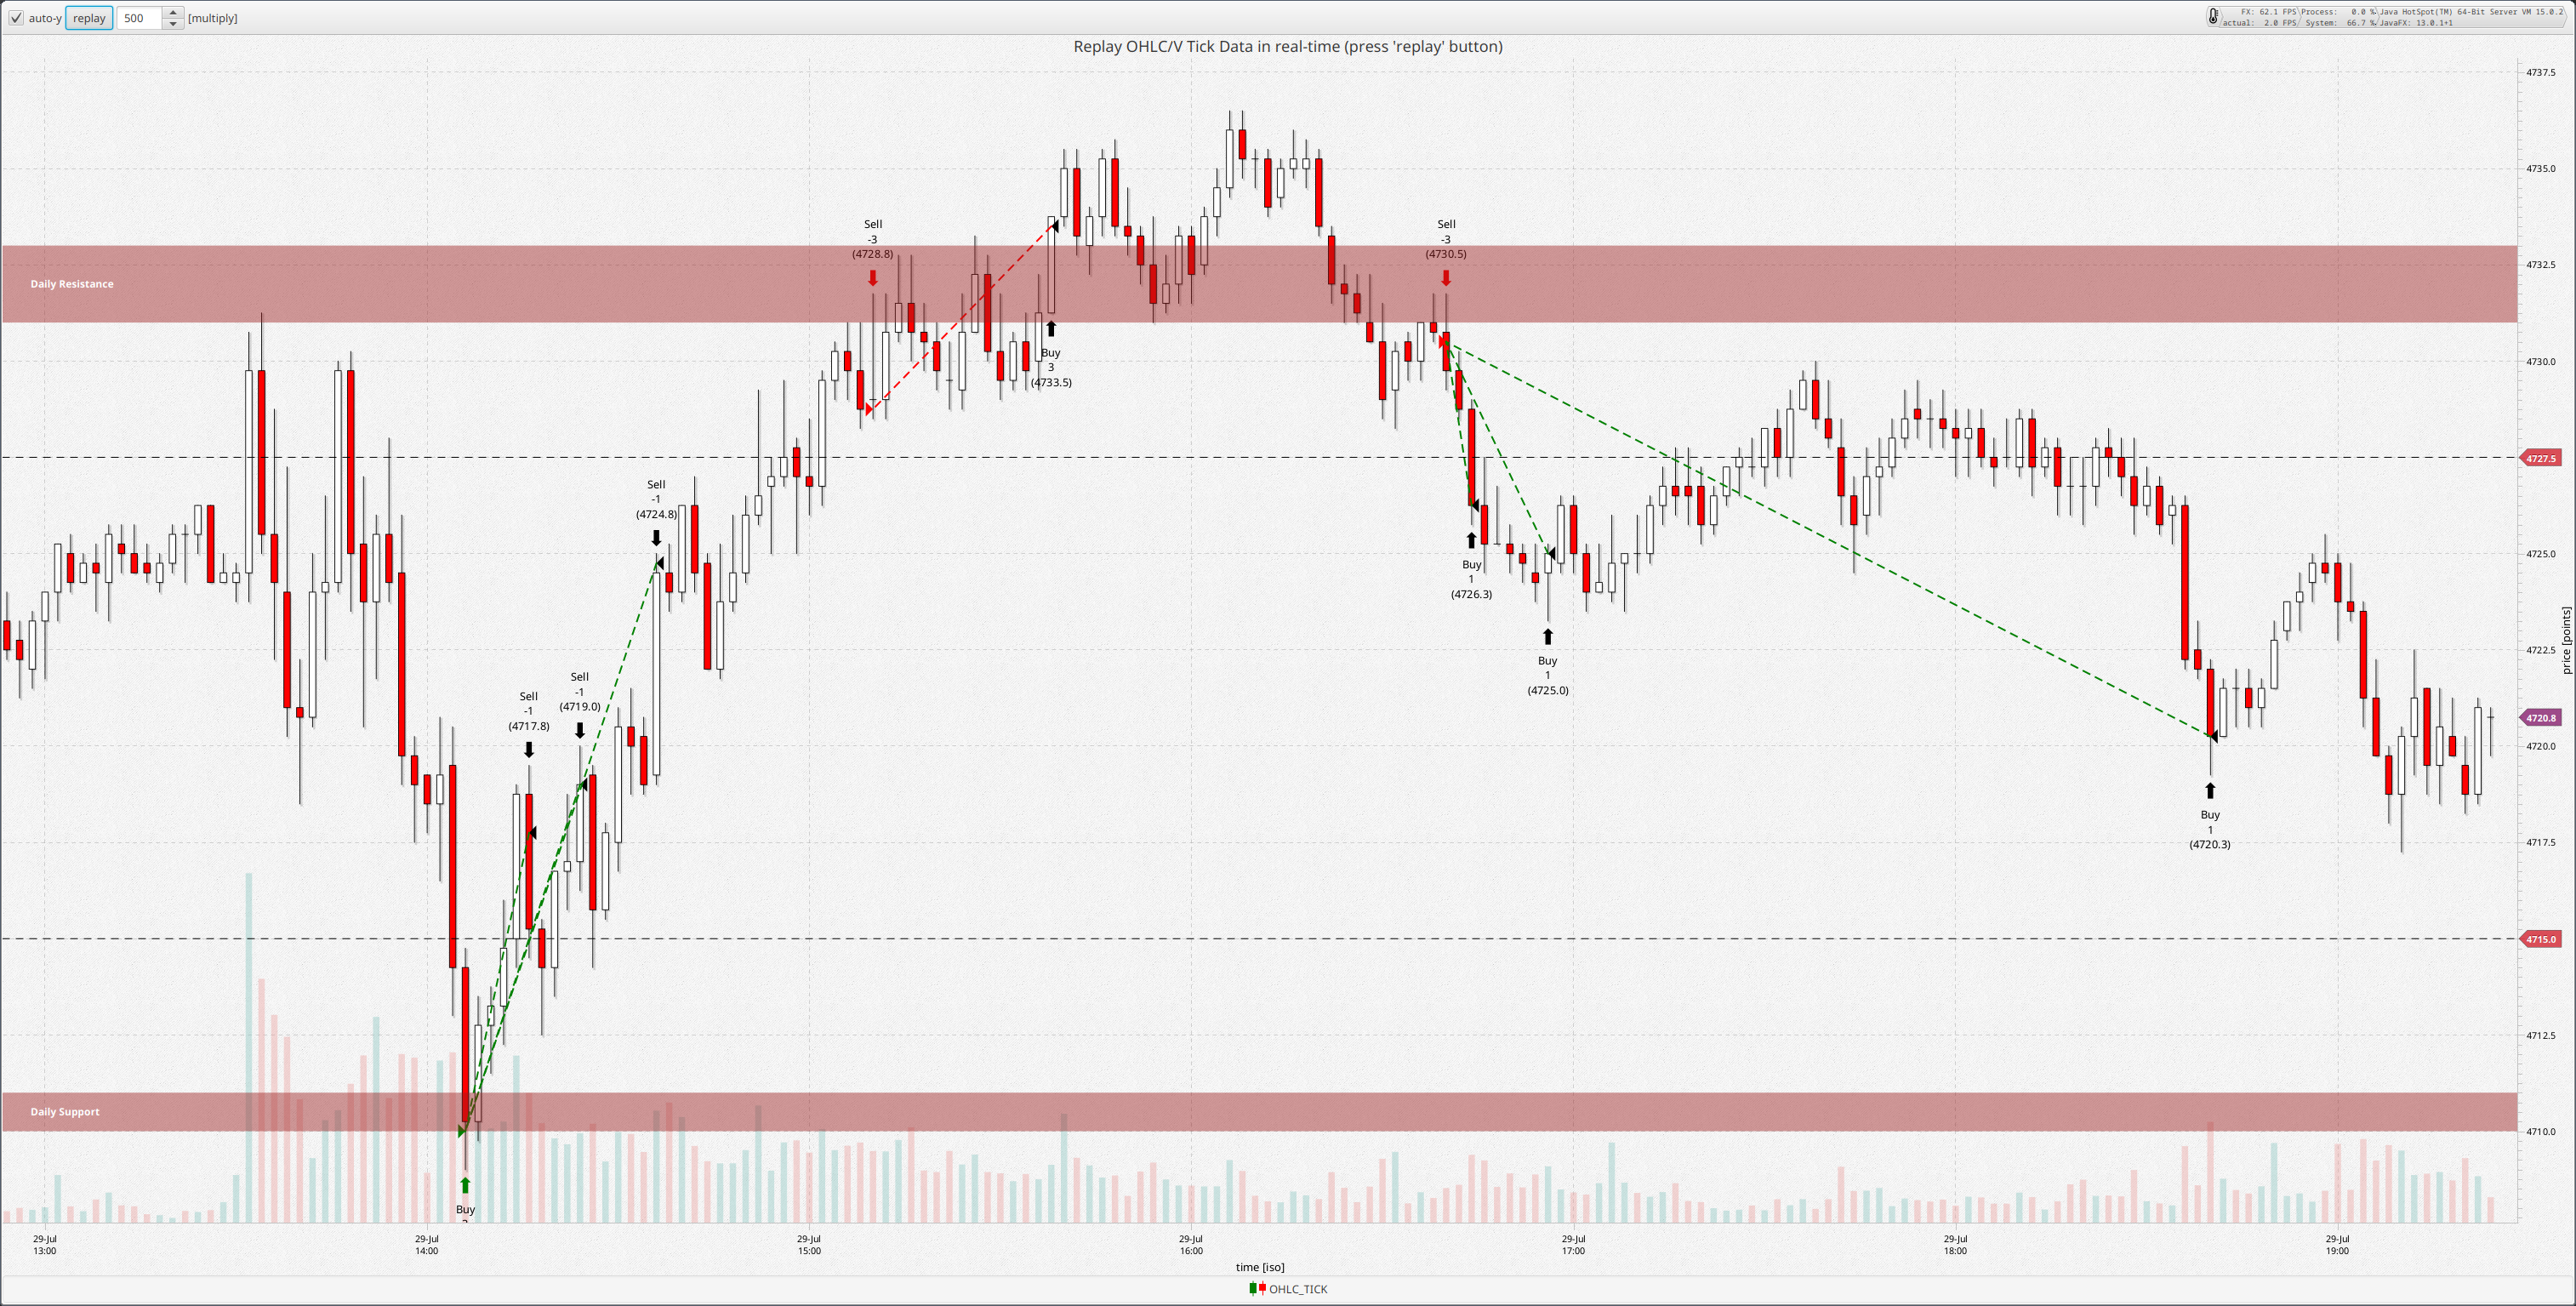 auto-y replay 500 [multiply]
FX: 62.1 FPS Process: 0.0 % Java HotSpot(TM) 64-Bit Server VM 15.0.2
actual: 2.0 FPS System: 66.7 % JavaFX: 13.0.1+1
Replay OHLC/V Tick Data in real-time (press 'replay' button)
4737.5
4735.0
Sell
-3
(4728.8)
Sell
-3
(4730.5)
4732.5
Daily Resistance
Buy
3
(4733.5)
4730.0
4727.5
Sell
-1
(4724.8)
4725.0
Buy
1
(4726.3)
4722.5
Buy
1
(4725.0)
Sell
-1
(4719.0)
Sell
-1
(4717.8)
price [points]
4720.8
4720.0
Buy
1
(4720.3)
4717.5
4715.0
4712.5
Daily Support
4710.0
Buy
29-Jul
13:00
29-Jul
14:00
29-Jul
15:00
29-Jul
16:00
29-Jul
17:00
29-Jul
18:00
29-Jul
19:00
time [iso]
OHLC_TICK